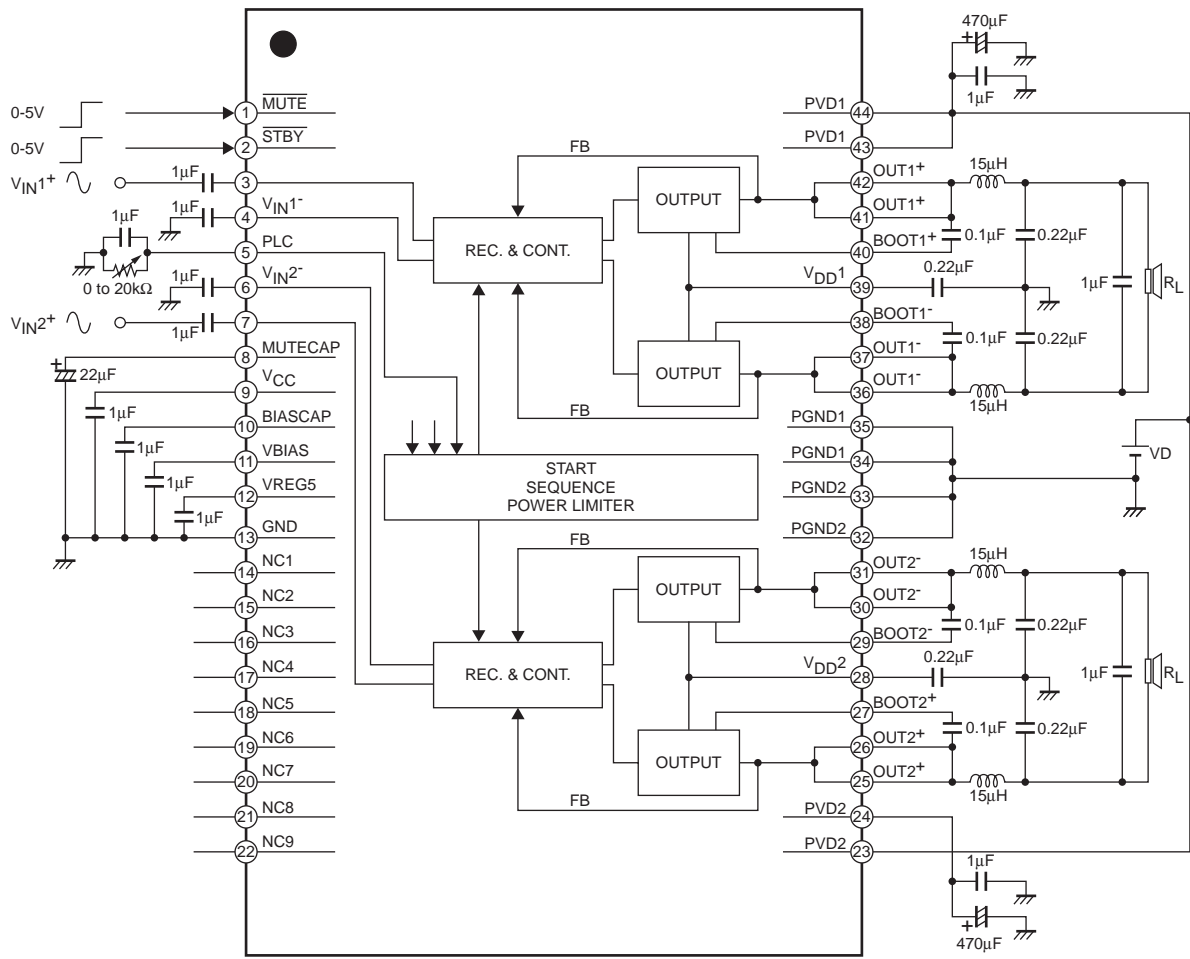 470µF
+
1µF
0-5V
1
MUTE
PVD1
44
0-5V
2
STBY
PVD1
43
FB
15µH
VIN1+
1µF
3
OUTPUT
42
OUT1+
1µF
4
VIN1-
41
OUT1+
1µF
REC. & CONT.
0.1µF
0.22µF
5
PLC
40
BOOT1+
0 to 20kΩ
VDD1
39
0.22µF
1µF
RL
1µF
6
VIN2-
38
BOOT1-
0.1µF
0.22µF
VIN2+
1µF
7
OUTPUT
37
OUT1-
8
MUTECAP
36
OUT1-
15µH
+
22µF
9
VCC
FB
PGND1
35
1µF
10
BIASCAP
VD
1µF
11
VBIAS
START
SEQUENCE
POWER LIMITER
PGND1
34
1µF
12
VREG5
PGND2
33
1µF
13
GND
PGND2
32
FB
15µH
14
NC1
OUTPUT
31
OUT2-
15
NC2
30
OUT2-
0.1µF
0.22µF
16
NC3
29
BOOT2-
REC. & CONT.
17
NC4
VDD2
28
0.22µF
1µF
RL
18
NC5
27
BOOT2+
0.1µF
0.22µF
19
NC6
OUTPUT
26
OUT2+
20
NC7
25
OUT2+
15µH
FB
21
NC8
PVD2
24
22
NC9
PVD2
23
1µF
+
470µF